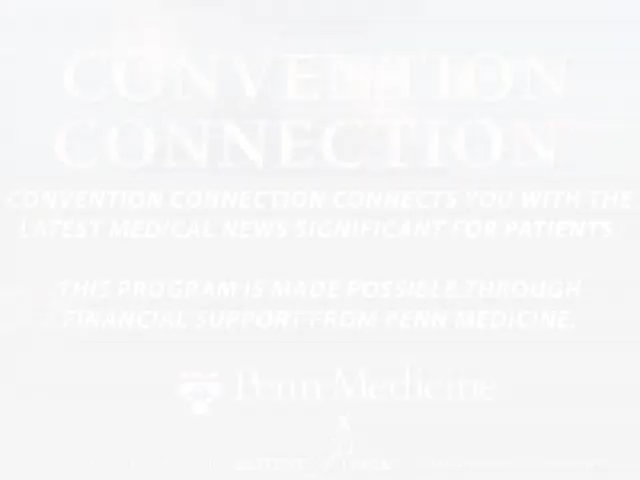 CONVENTION
CONNECTION
CONVENTION CONNECTION CONNECTS YOU WITH THE
LATEST MEDICAL NEWS SIGNIFICANT FOR PATIENTS.
THIS PROGRAM IS MADE POSSIBLE THROUGH
FINANCIAL SUPPORT FROM PENN MEDICINE.
Penn Medicine